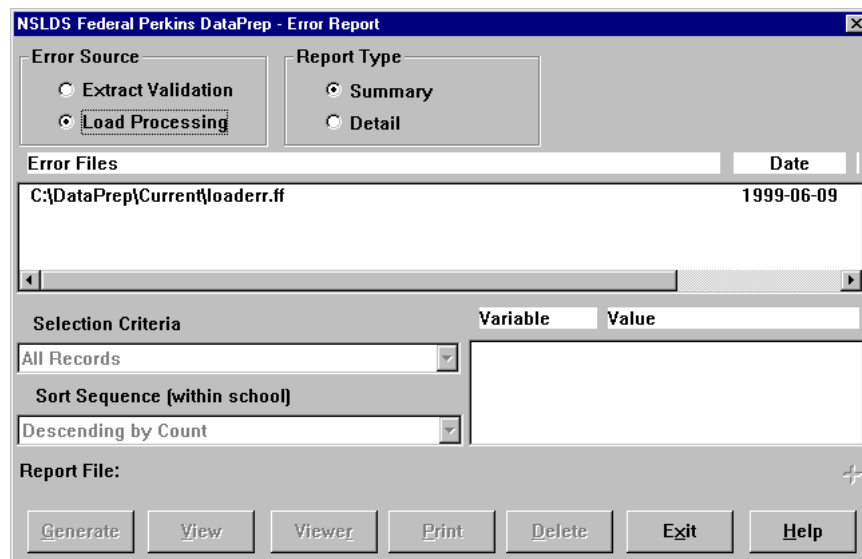 NSLDS Federal Perkins DataPrep - Error Report
Error Source Report Type
Extract Validation Summary
Load Processing Detail
Error Files Date
C:\DataPrep\Current\loaderr.ff 1999-06-09
Selection Criteria Variable Value
All Records
Sort Sequence (within school)
Descending by Count
Report File:
Generate View Viewer Print Delete Exit Help